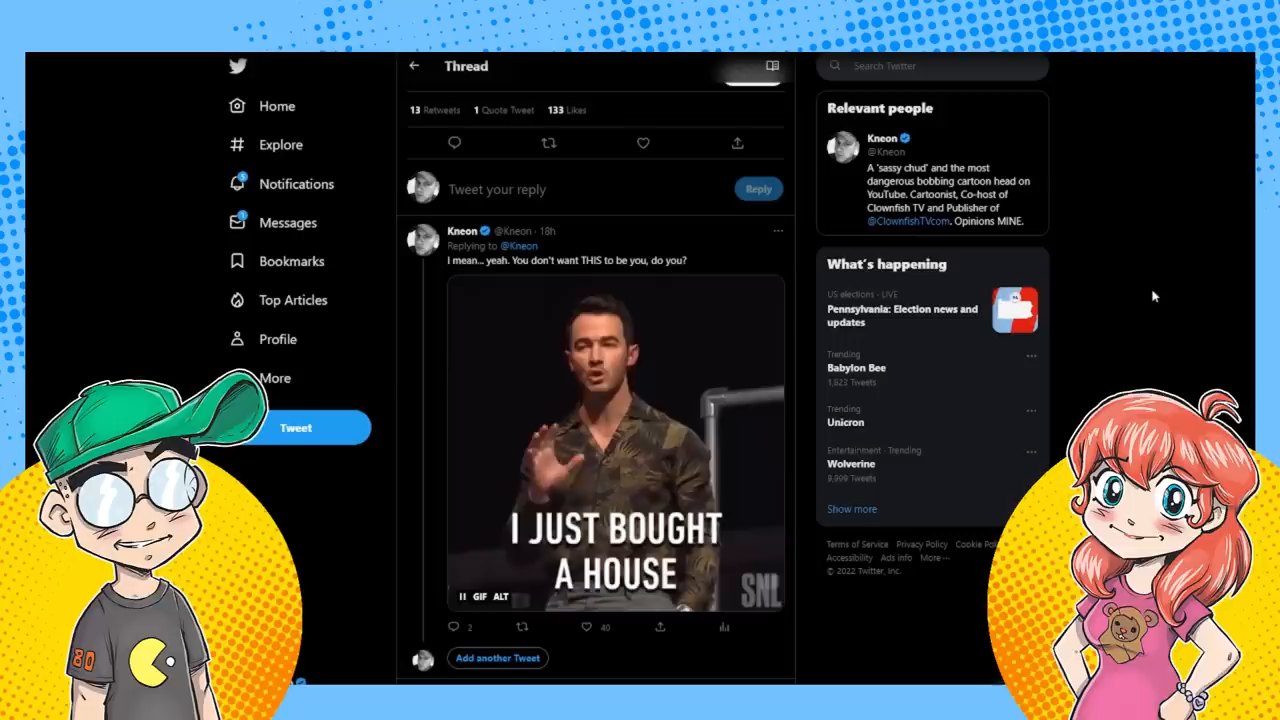 Home
Explore
5
Notifications
1
Messages
Bookmarks
Top Articles
Profile
More
Tweet
Thread
13 Retweets 1 Quote Tweet 133 Likes
Tweet your reply
Reply
Kneon @Kneon · 18h
Replying to @Kneon
I mean... yeah. You don't want THIS to be you, do you?
I JUST BOUGHT
A HOUSE
SNL
GIF ALT
2
40
Add another Tweet
Search Twitter
Relevant people
Kneon
@Kneon
A 'sassy chud' and the most
dangerous bobbing cartoon head on
YouTube. Cartoonist, Co-host of
Clownfish TV and Publisher of
@ClownfishTVcom. Opinions MINE.
What's happening
US elections · LIVE
Pennsylvania: Election news and
updates
Trending
Babylon Bee
Trending
Unicron
Entertainment · Trending
Wolverine
9,999 Tweets
Show more
Terms of Service Privacy Policy Cookie
Accessibility Ads info More ···
© 2022 Twitter, Inc.
80